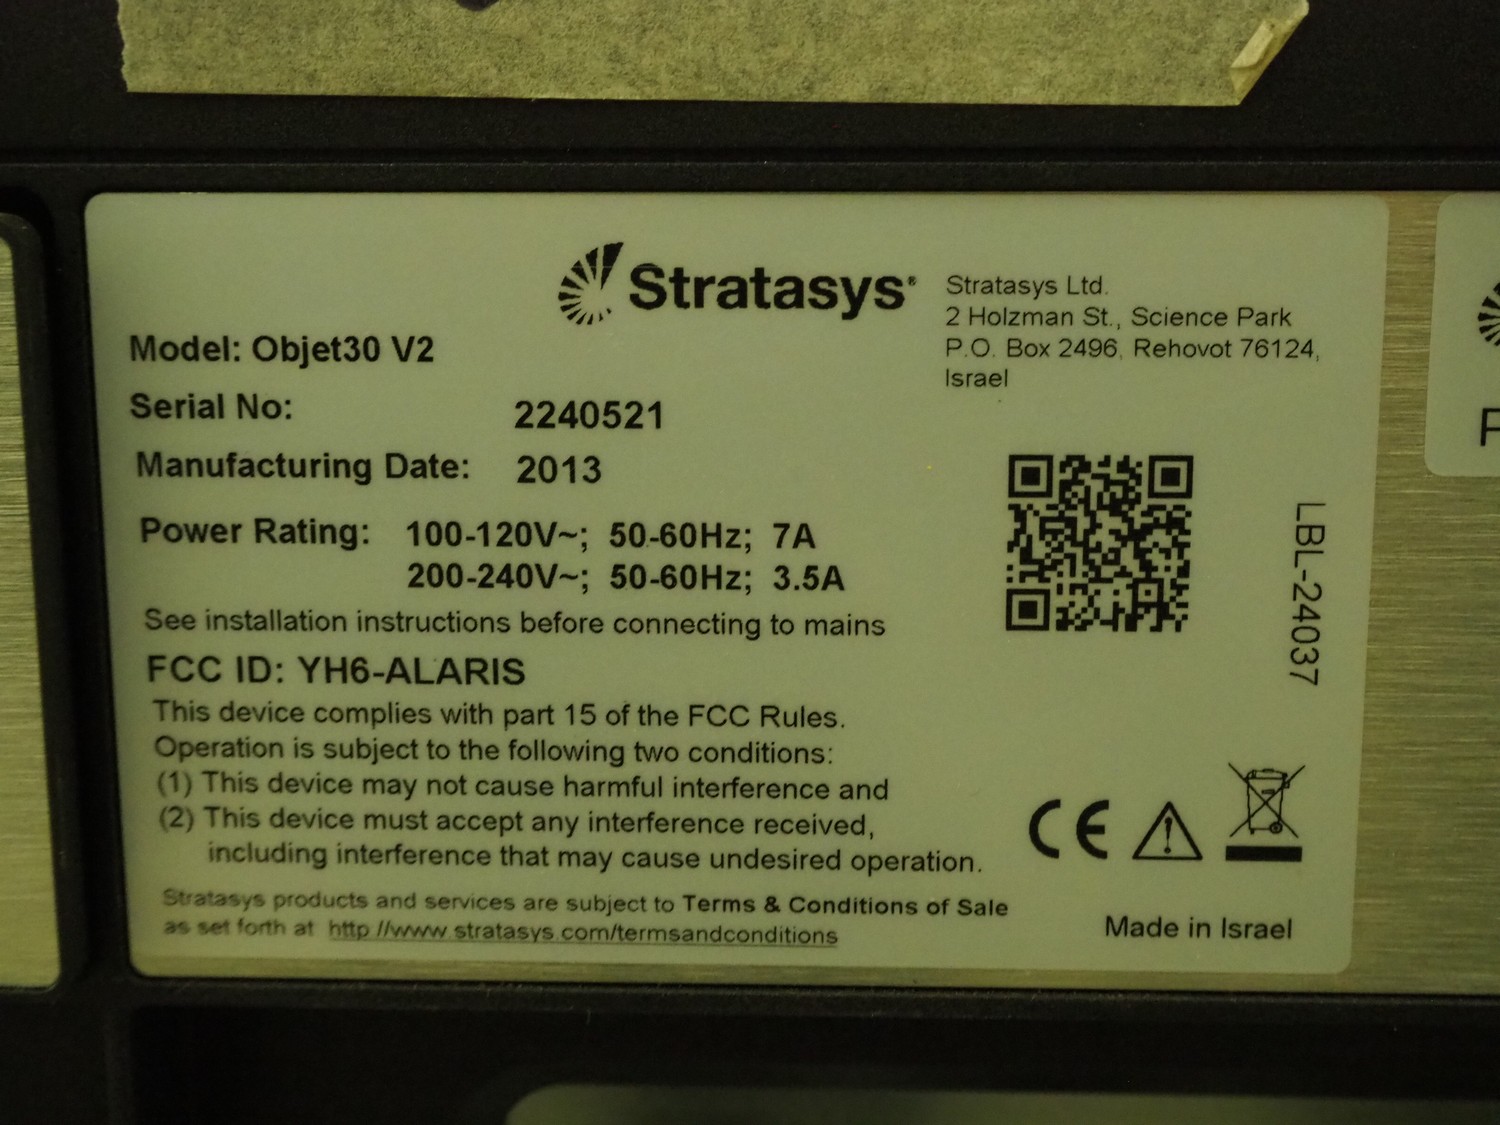 Stratasys®
Stratasys Ltd.
2 Holzman St., Science Park
P.O. Box 2496, Rehovot 76124,
Israel
Model: Objet30 V2
Serial No: 2240521
Manufacturing Date: 2013
Power Rating: 100-120V~; 50-60Hz; 7A
200-240V~; 50-60Hz; 3.5A
See installation instructions before connecting to mains
FCC ID: YH6-ALARIS
This device complies with part 15 of the FCC Rules.
Operation is subject to the following two conditions:
(1) This device may not cause harmful interference and
(2) This device must accept any interference received,
including interference that may cause undesired operation.
Stratasys products and services are subject to Terms & Conditions of Sale
as set forth at http://www.stratasys.com/termsandconditions
LBL-24037
CE
Made in Israel